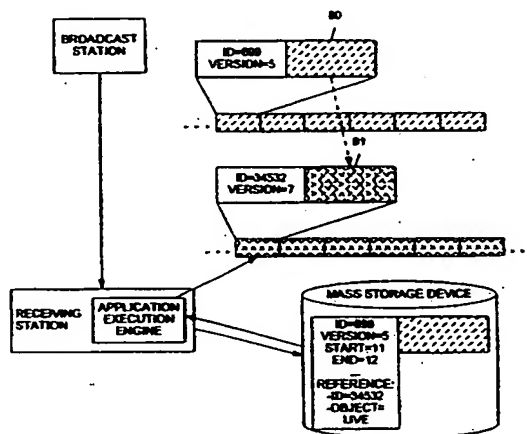 80
BROADCAST
STATION
ID=698
VERSION=5
81
ID=34532
VERSION=7
RECEIVING
STATION
APPLICATION
EXECUTION
ENGINE
MASS STORAGE DEVICE
ID=698
VERSION=5
START=11
END=12
REFERENCE:
-ID=34532
-OBJECT=
LIVE